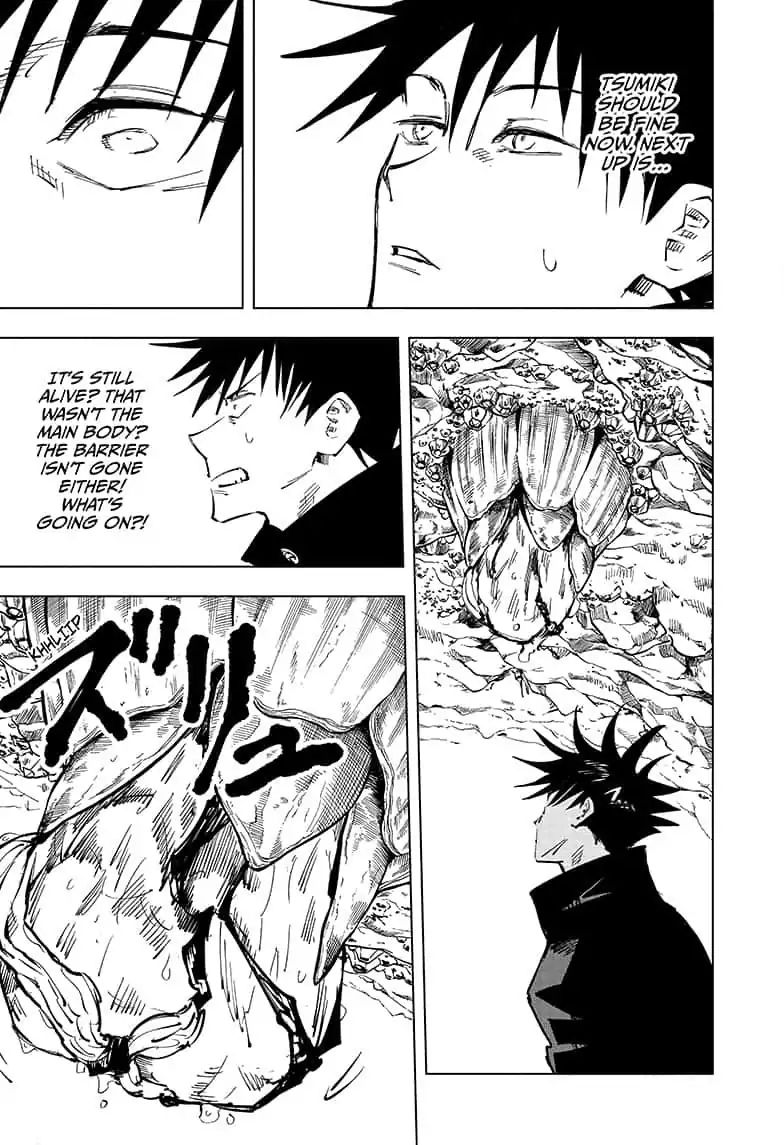 TSUMIKI
SHOULD
BE FINE
NOW. NEXT
UP IS...
IT'S STILL
ALIVE? THAT
WASN'T THE
MAIN BODY?
THE BARRIER
ISN'T GONE
EITHER!
WHAT'S
GOING ON?!
ズリュ
KHHLIIP